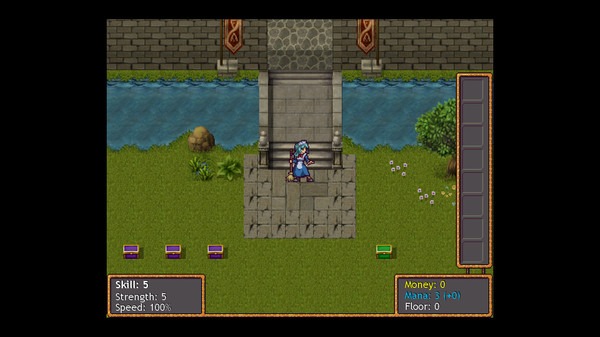 Skill: 5
Strength: 5
Speed: 100%
Money: 0
Mana: 3 (+0)
Floor: 0